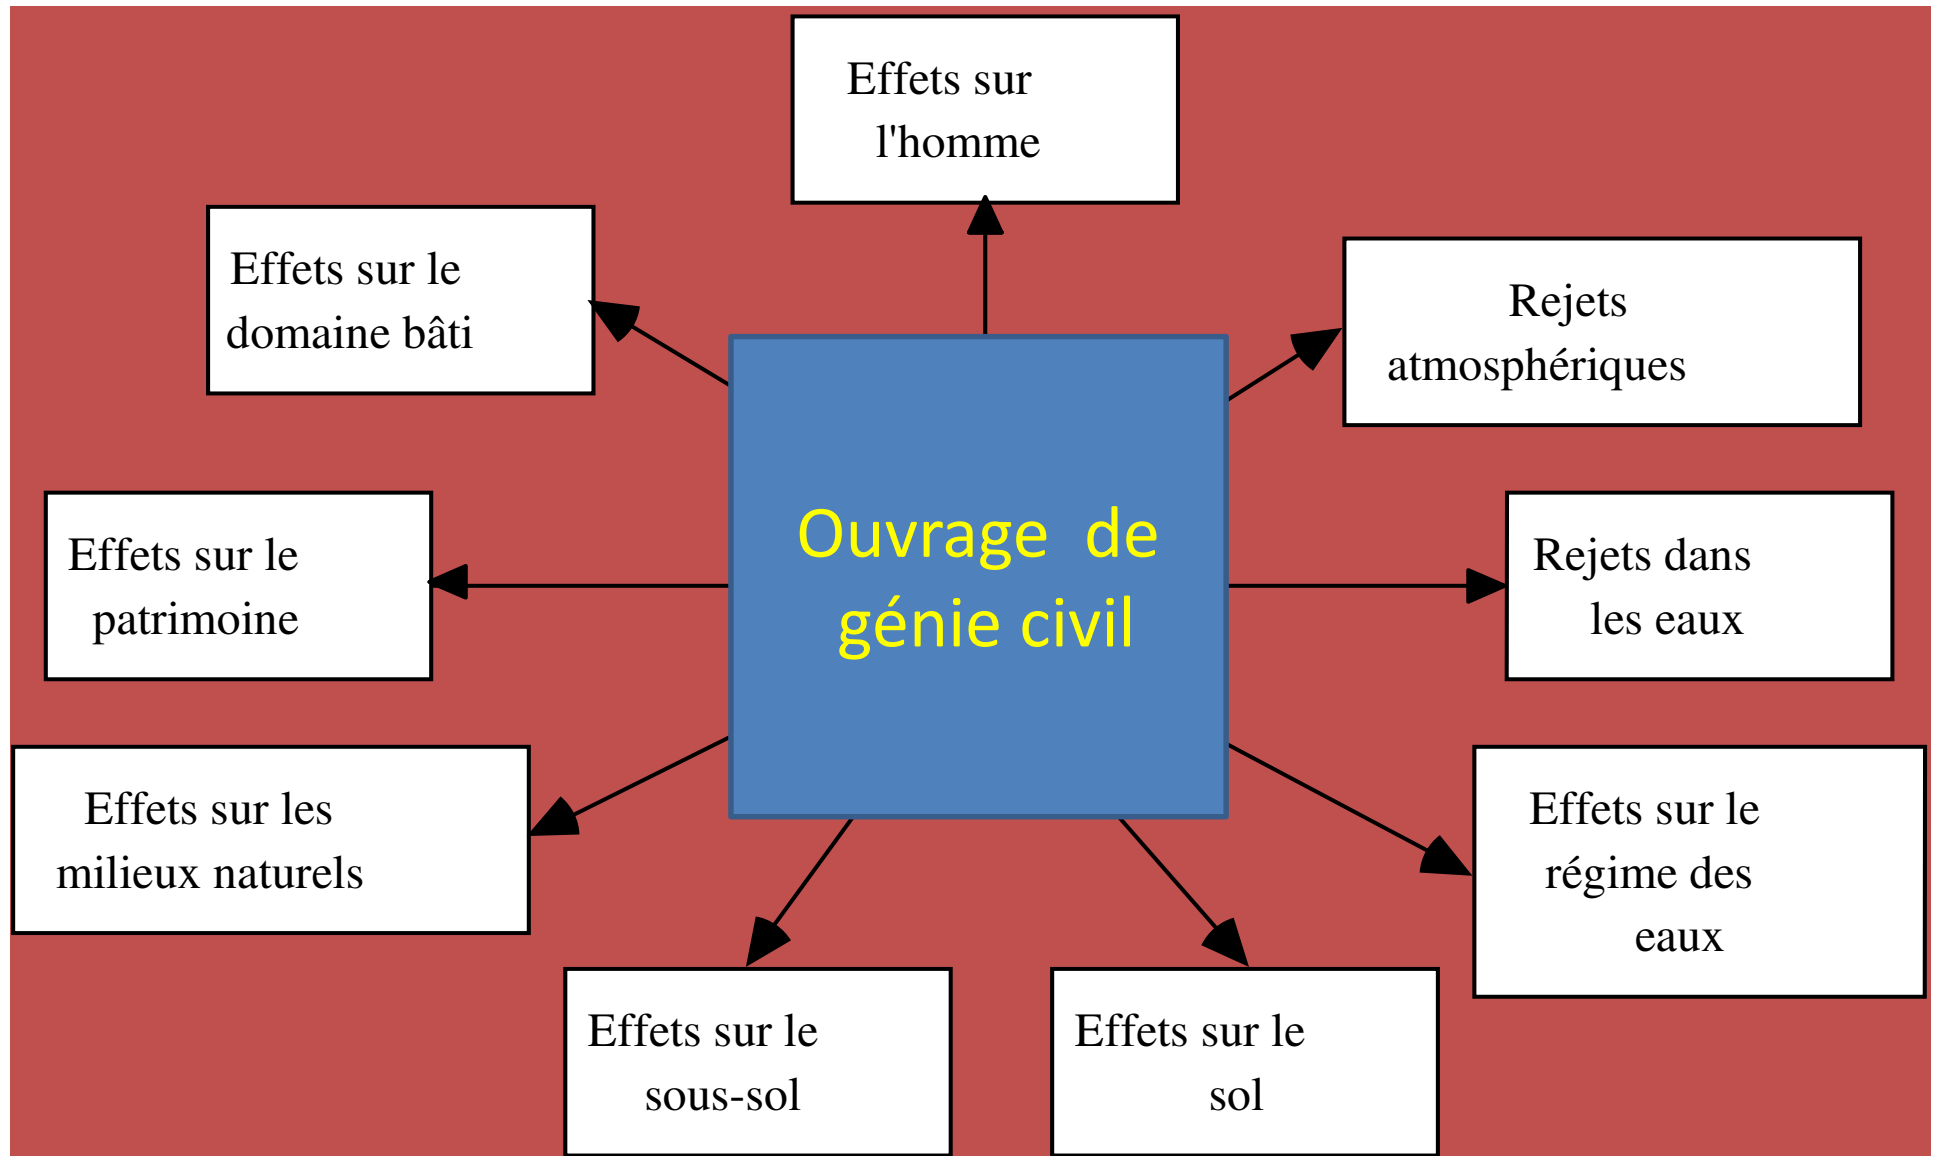 Effets sur
l'homme
Effets sur le
domaine bâti
Rejets
atmosphériques
Ouvrage de
génie civil
Effets sur le
patrimoine
Rejets dans
les eaux
Effets sur les
milieux naturels
Effets sur le
régime des
eaux
Effets sur le
sous-sol
Effets sur le
sol